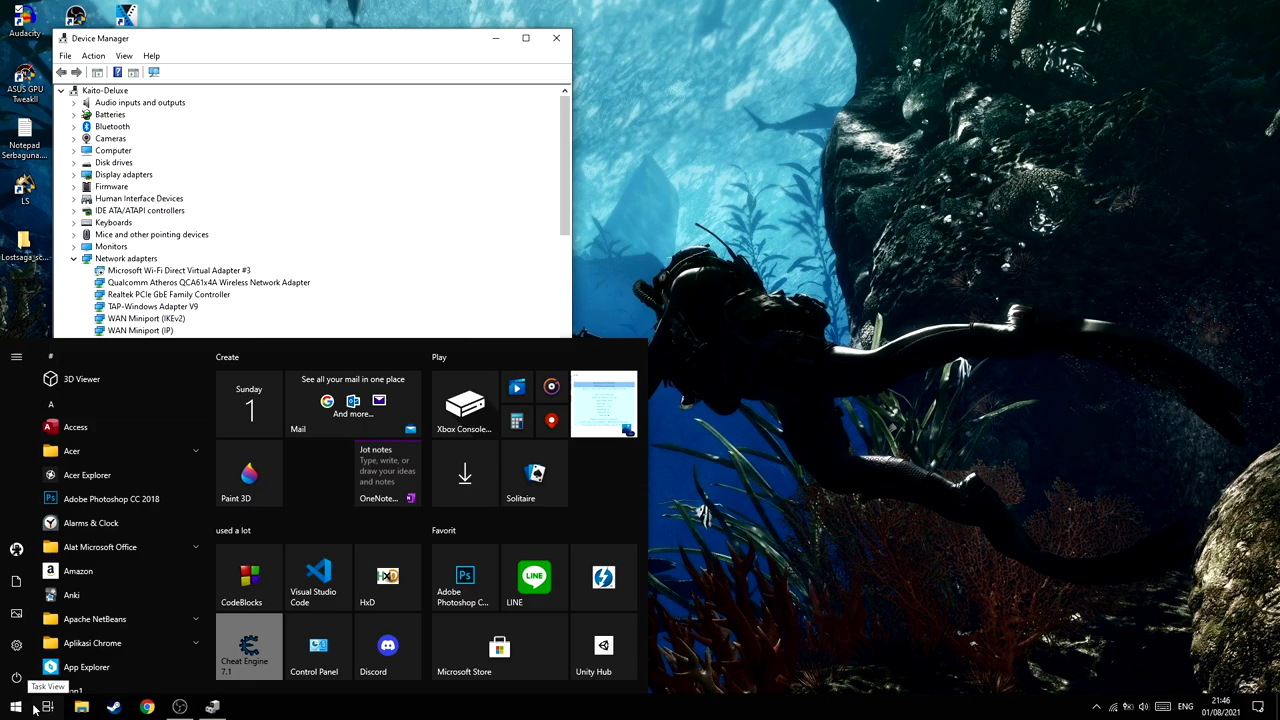 Audacity
ASUS GPU
TweakII
Notepad
Serbaguna....
LS
Lostsaga_sc...
Device Manager
File Action View Help
Kaito-Deluxe
Audio inputs and outputs
Batteries
Bluetooth
Cameras
Computer
Disk drives
Display adapters
Firmware
Human Interface Devices
IDE ATA/ATAPI controllers
Keyboards
Mice and other pointing devices
Monitors
Network adapters
Microsoft Wi-Fi Direct Virtual Adapter #3
Qualcomm Atheros QCA61x4A Wireless Network Adapter
Realtek PCIe GbE Family Controller
TAP-Windows Adapter V9
WAN Miniport (IKEv2)
WAN Miniport (IP)
#
3D Viewer
A
Access
Acer
Acer Explorer
Adobe Photoshop CC 2018
Alarms & Clock
Alat Microsoft Office
Amazon
Anki
Apache NetBeans
Aplikasi Chrome
App Explorer
Task View
Create
Sunday
1
See all your mail in one place
And more...
Mail
Paint 3D
Jot notes
Type, write, or
draw your ideas
and notes
OneNote...
Play
Xbox Console...
Solitaire
used a lot
CodeBlocks
Visual Studio
Code
HxD
Cheat Engine
7.1
Control Panel
Discord
Favorit
Adobe
Photoshop C...
LINE
Microsoft Store
Unity Hub
ENG
21:46
01/08/2021